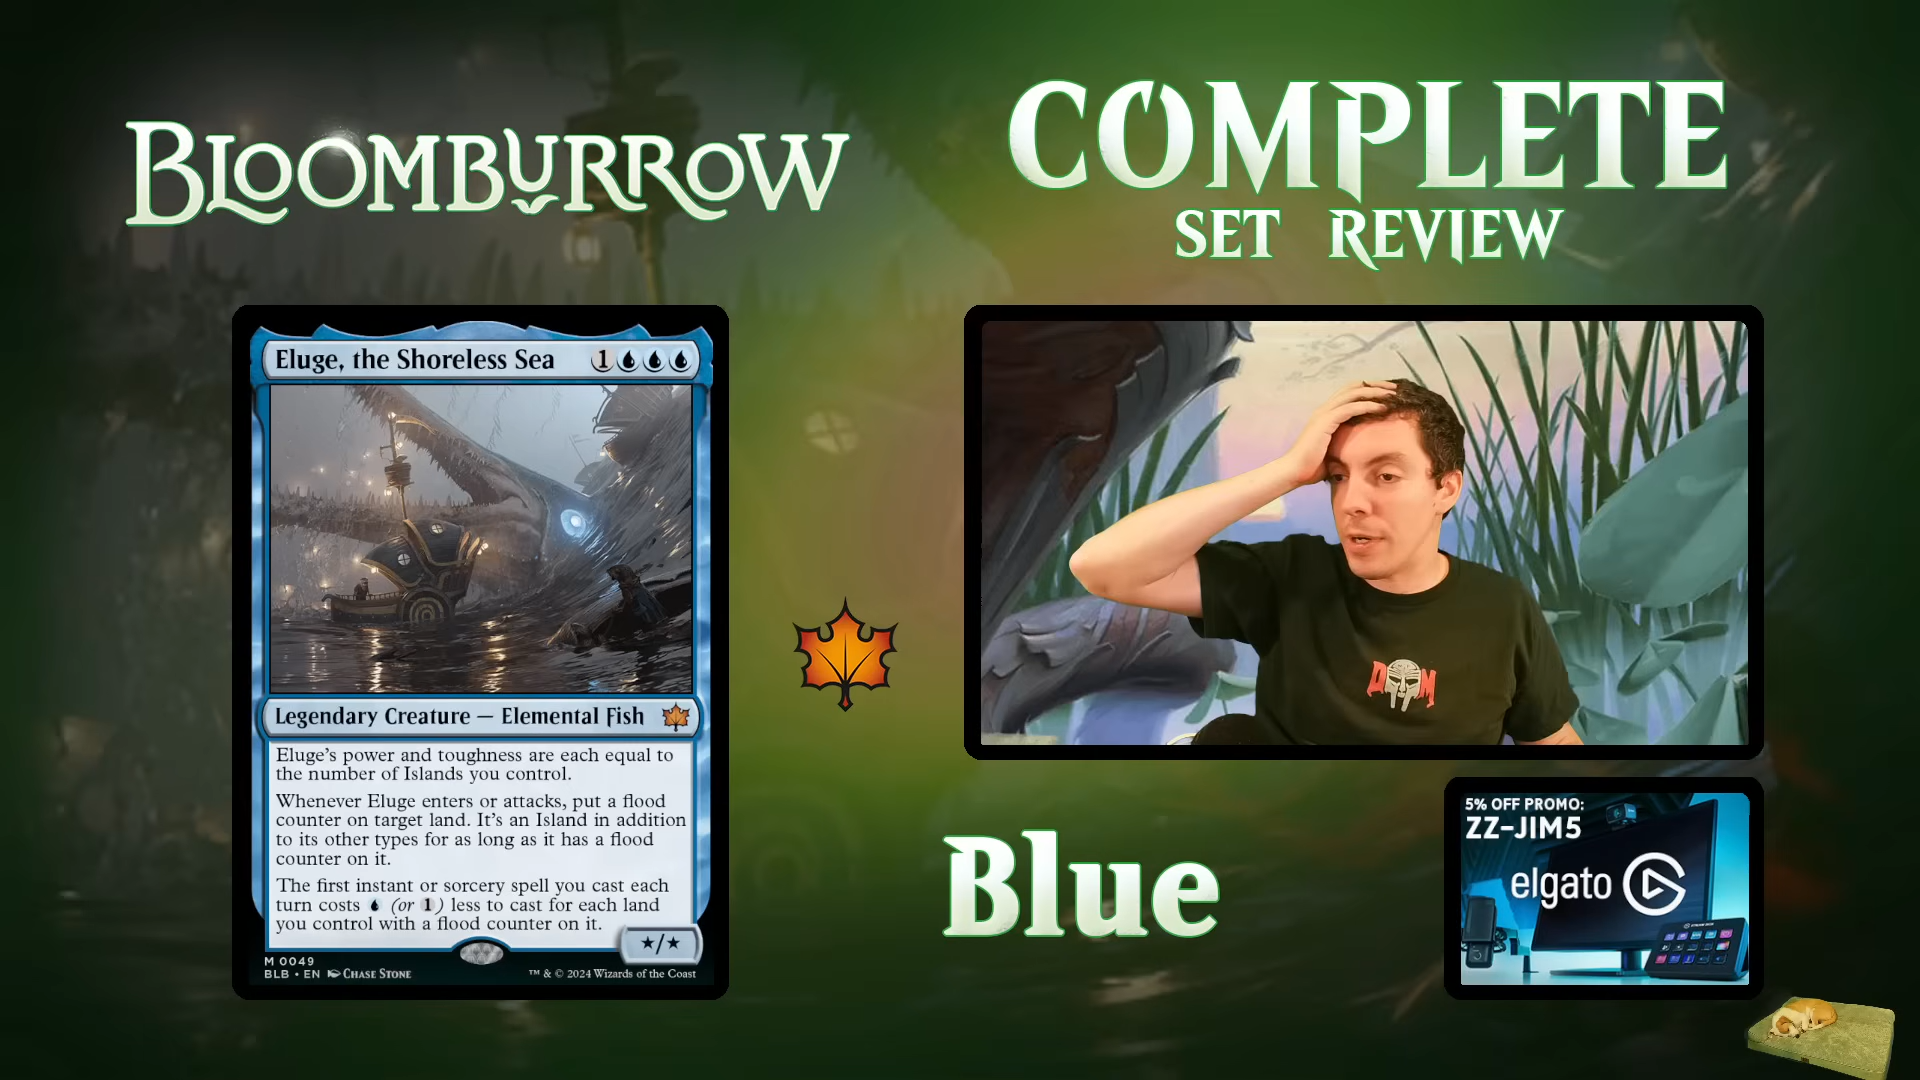 BLOOMBURROW
COMPLETE
SET REVIEW
Eluge, the Shoreless Sea 1
Legendary Creature — Elemental Fish
Eluge's power and toughness are each equal to
the number of Islands you control.
Whenever Eluge enters or attacks, put a flood
counter on target land. It's an Island in addition
to its other types for as long as it has a flood
counter on it.
The first instant or sorcery spell you cast each
turn costs (or 1) less to cast for each land
you control with a flood counter on it.
★/★
M 0049
BLB • EN CHASE STONE
™ & © 2024 Wizards of the Coast
DOOM
Blue
5% OFF PROMO:
ZZ-JIM5
elgato